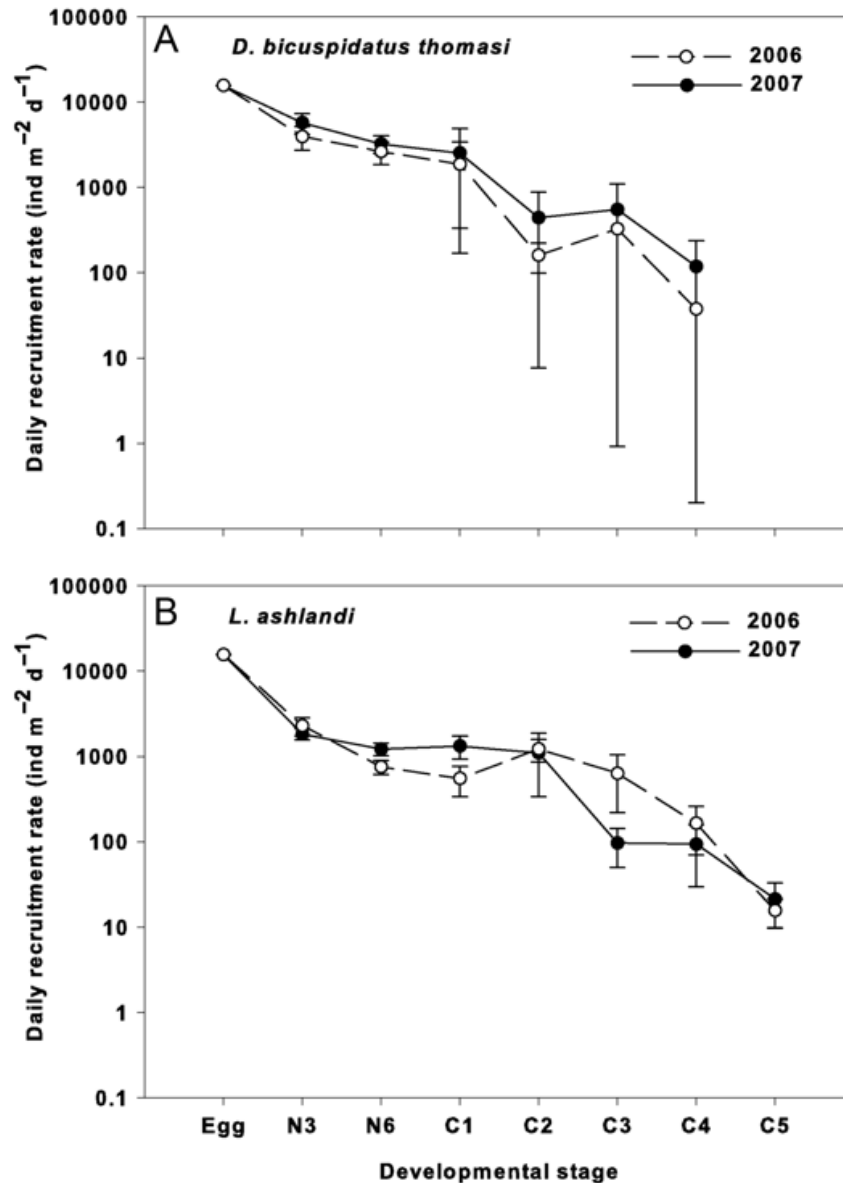 A
D. bicuspidatus thomasi
2006
2007
Daily recruitment rate (ind m⁻² d⁻¹)
100000
10000
1000
100
10
1
0.1
B
L. ashlandi
2006
2007
Daily recruitment rate (ind m⁻² d⁻¹)
100000
10000
1000
100
10
1
0.1
Egg N3 N6 C1 C2 C3 C4 C5
Developmental stage